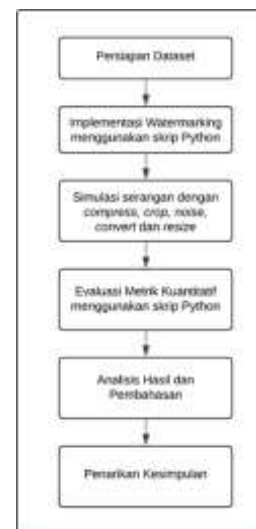 Persiapan Dataset
Implementasi Watermarking
menggunakan skrip Python
Simulasi serangan dengan
compress, crop, noise,
convert dan resize
Evaluasi Metrik Kuantitatif
menggunakan skrip Python
Analisis Hasil dan
Pembahasan
Penarikan Kesimpulan